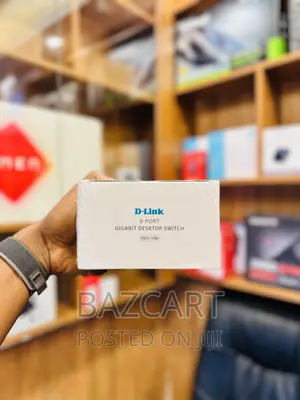 D-Link
8-PORT
GIGABIT DESKTOP SWITCH
BAZCART
POSTED ON JIJI